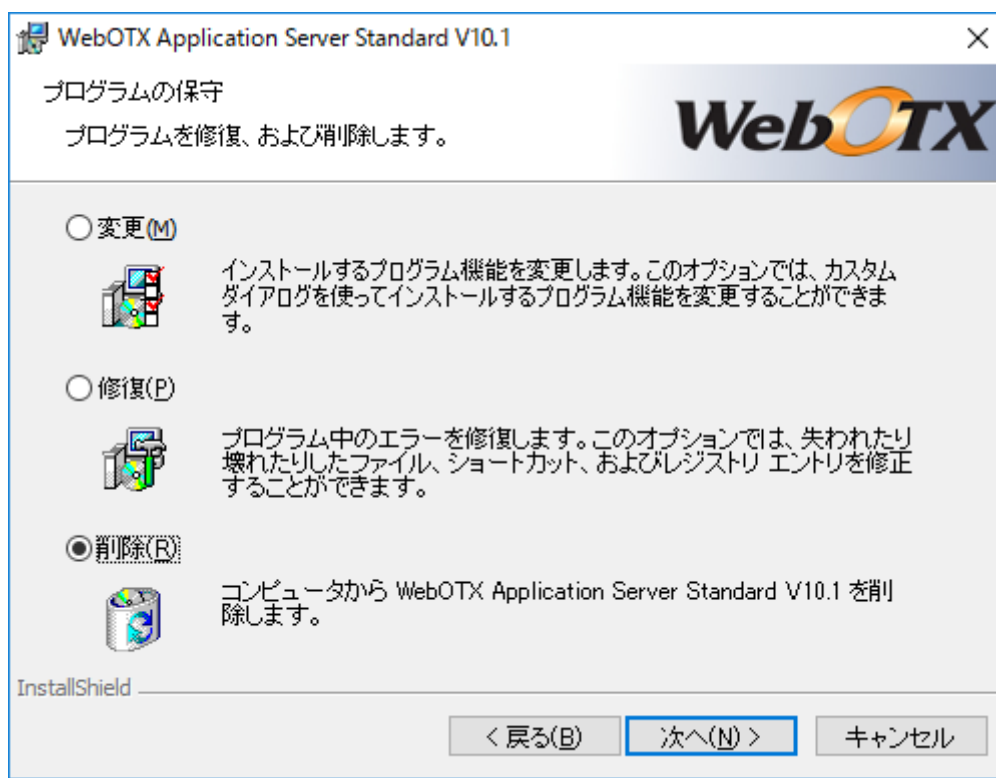 WebOTX Application Server Standard V10.1
プログラムの保守
プログラムを修復、および削除します。
WebOTX
変更(M)
インストールするプログラム機能を変更します。このオプションでは、カスタム
ダイアログを使ってインストールするプログラム機能を変更することができま
す。
修復(P)
プログラム中のエラーを修復します。このオプションでは、失われたり
壊れたりしたファイル、ショートカット、およびレジストリ エントリを修正
することができます。
削除(R)
コンピュータから WebOTX Application Server Standard V10.1 を削
除します。
InstallShield
< 戻る(B)
次へ(N) >
キャンセル